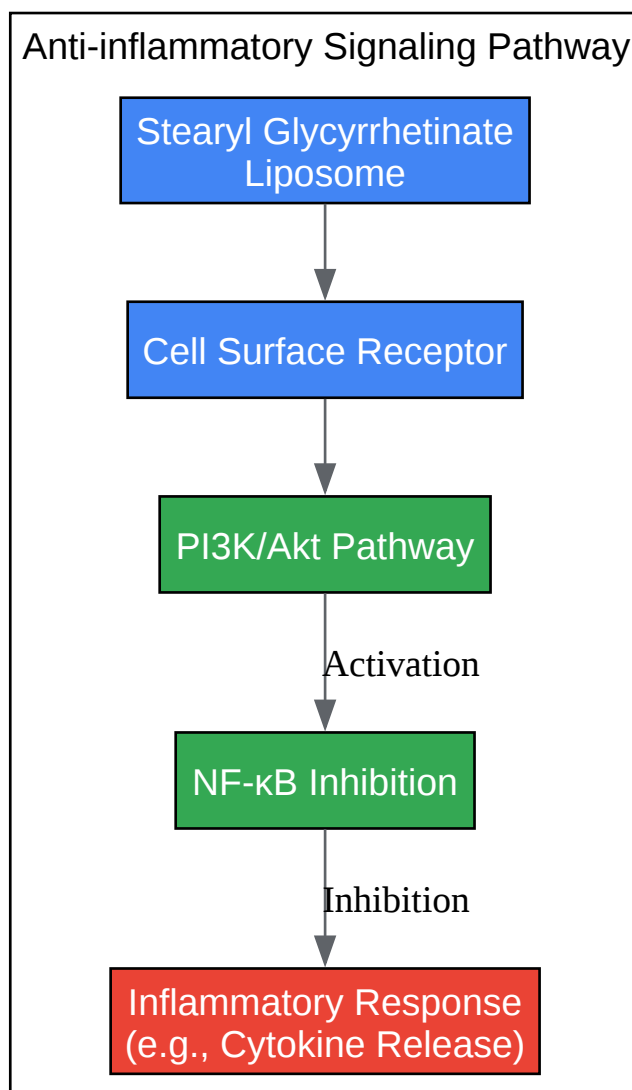 Anti-inflammatory Signaling Pathway
Stearyl Glycyrrhetinate
Liposome
Cell Surface Receptor
PI3K/Akt Pathway
Activation
NF-κB Inhibition
Inhibition
Inflammatory Response
(e.g., Cytokine Release)